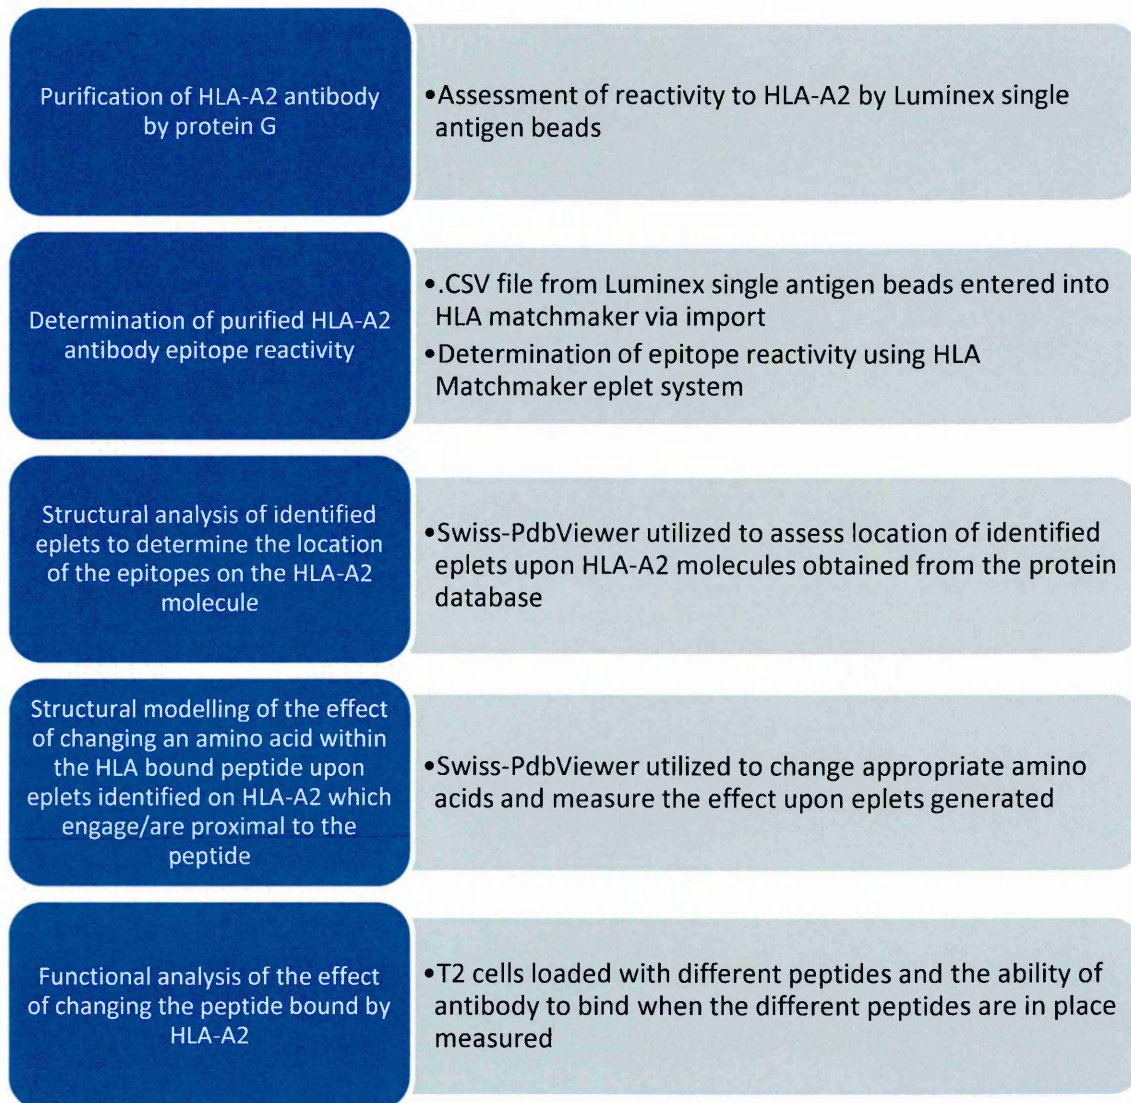 Purification of HLA-A2 antibody
by protein G
•Assessment of reactivity to HLA-A2 by Luminex single
antigen beads
Determination of purified HLA-A2
antibody epitope reactivity
•.CSV file from Luminex single antigen beads entered into
HLA matchmaker via import
•Determination of epitope reactivity using HLA
Matchmaker eplet system
Structural analysis of identified
eplets to determine the location
of the epitopes on the HLA-A2
molecule
•Swiss-PdbViewer utilized to assess location of identified
eplets upon HLA-A2 molecules obtained from the protein
database
Structural modelling of the effect
of changing an amino acid within
the HLA bound peptide upon
eplets identified on HLA-A2 which
engage/are proximal to the
peptide
•Swiss-PdbViewer utilized to change appropriate amino
acids and measure the effect upon eplets generated
Functional analysis of the effect
of changing the peptide bound by
HLA-A2
•T2 cells loaded with different peptides and the ability of
antibody to bind when the different peptides are in place
measured